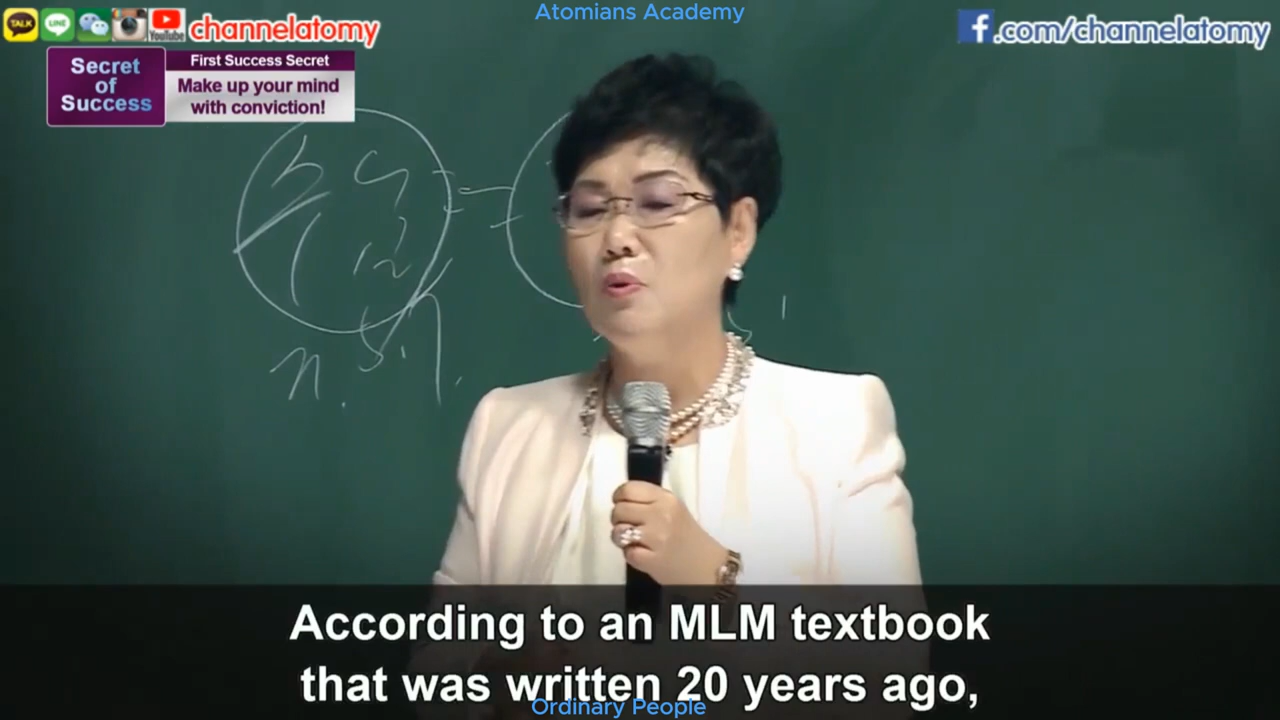 Atomians Academy
TALK
LINE
YouTube
channelatomy
f.com/channelatomy
Secret
of
Success
First Success Secret
Make up your mind
with conviction!
According to an MLM textbook
that was written 20 years ago,
Ordinary People